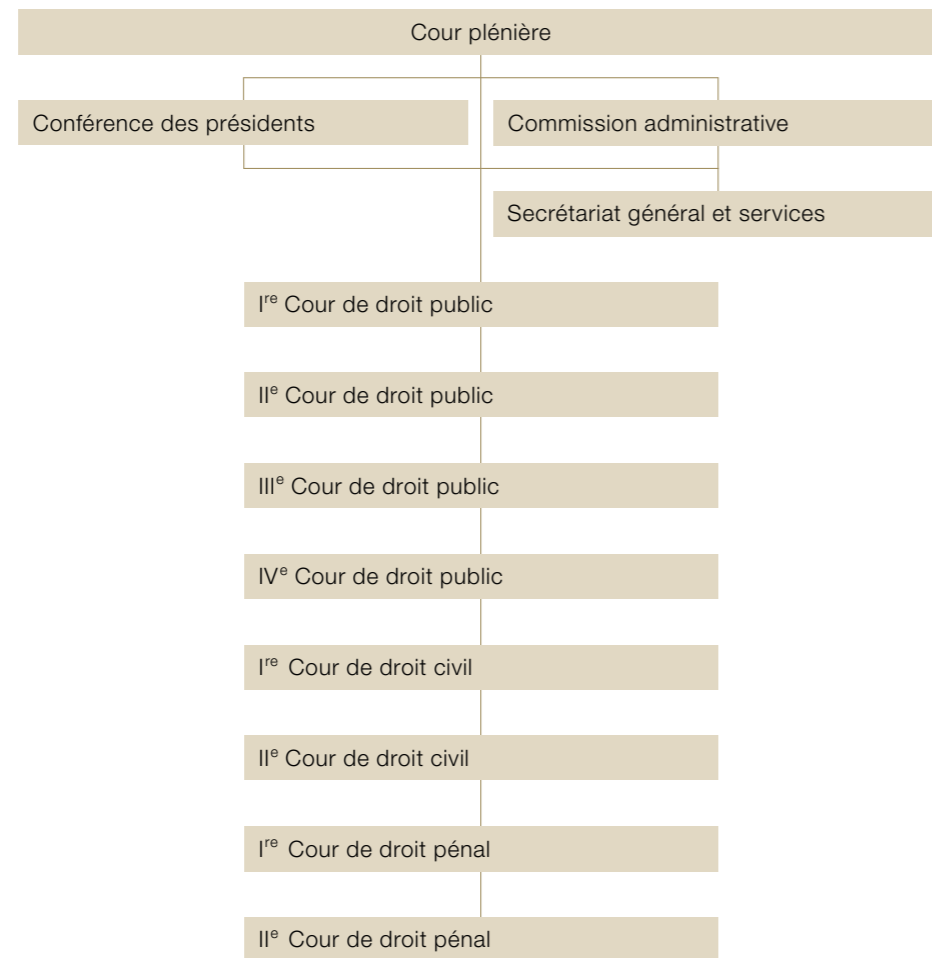 Cour plénière
Conférence des présidents
Commission administrative
Secrétariat général et services
Iʳᵉ Cour de droit public
IIᵉ Cour de droit public
IIIᵉ Cour de droit public
IVᵉ Cour de droit public
Iʳᵉ Cour de droit civil
IIᵉ Cour de droit civil
Iʳᵉ Cour de droit pénal
IIᵉ Cour de droit pénal